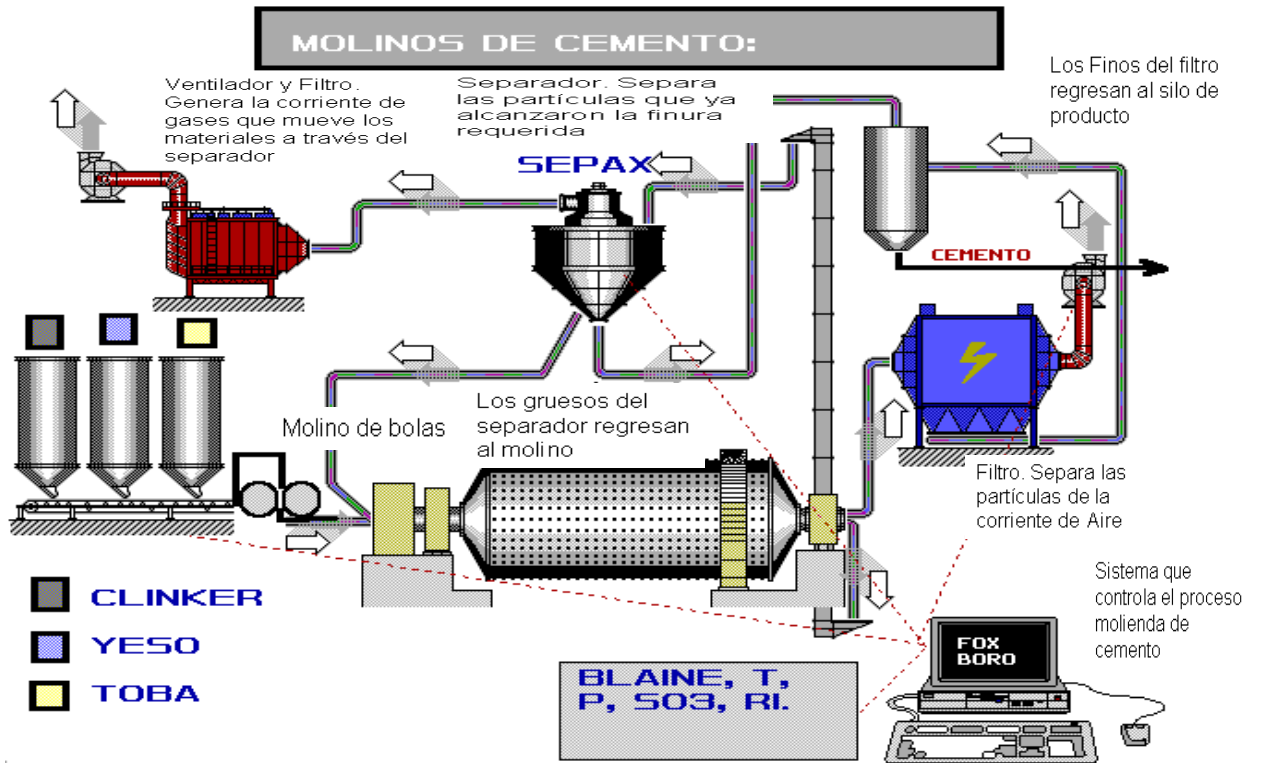 MOLINOS DE CEMENTO:
Ventilador y Filtro.
Genera la corriente de
gases que mueve los
materiales a través del
separador
Separador. Separa
las partículas que ya
alcanzaron la finura
requerida
SEPAX
Los Finos del filtro
regresan al silo de
producto
CEMENTO
Molino de bolas
Los gruesos del
separador regresan
al molino
Filtro. Separa las
partículas de la
corriente de Aire
CLINKER
YESO
TOBA
Sistema que
controla el proceso
molienda de
cemento
FOX
BORO
BLAINE, T,
P, SO3, RI.